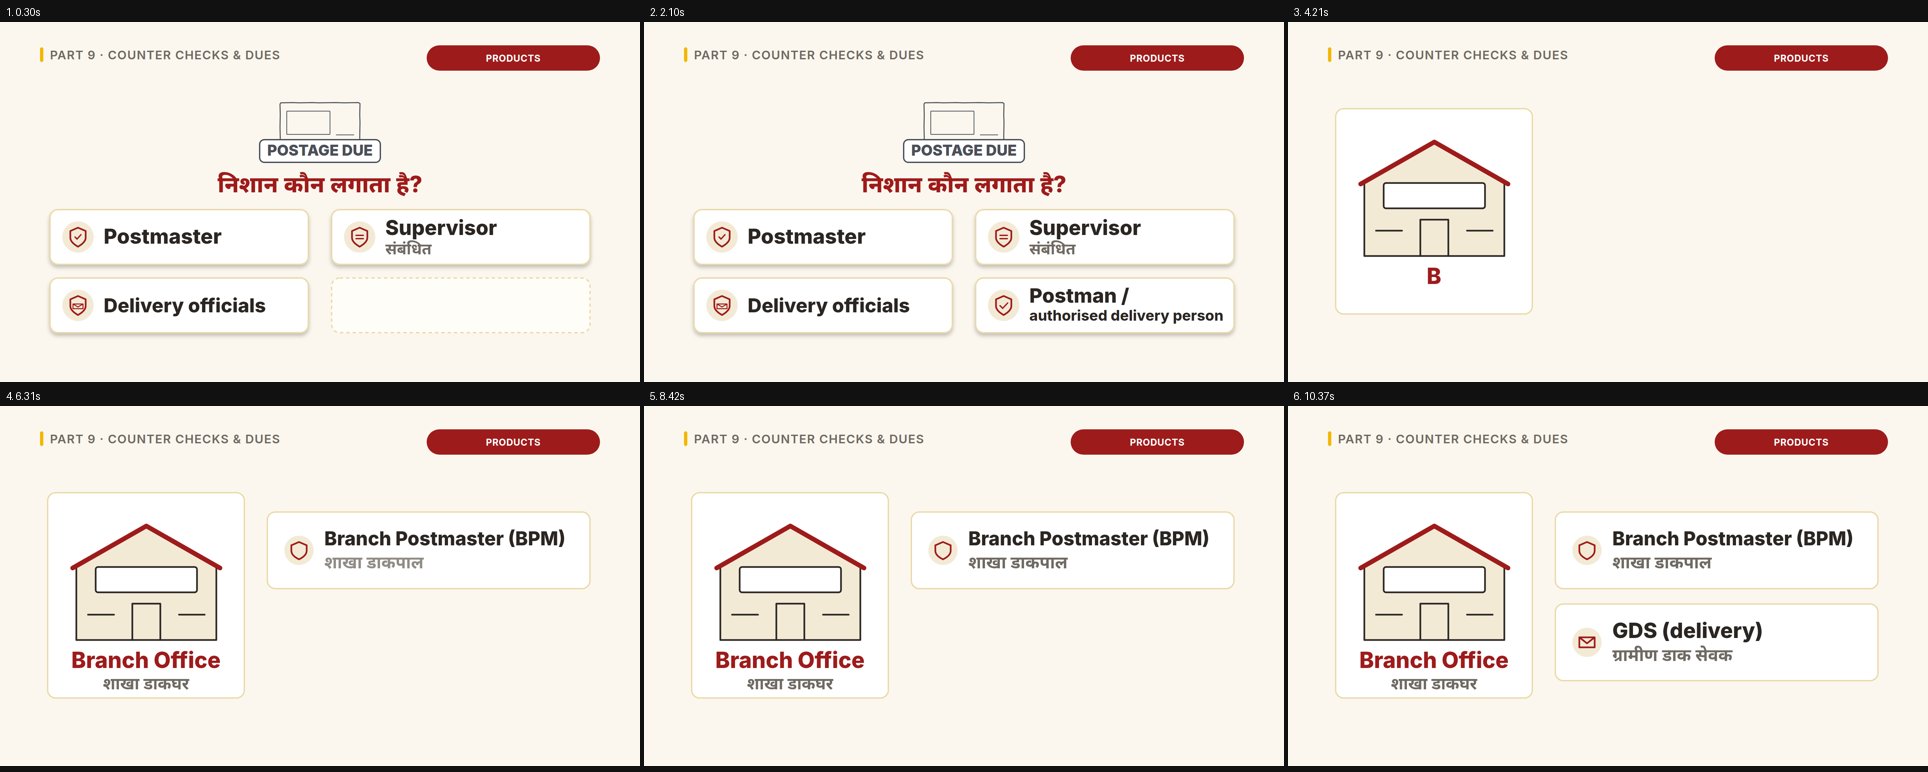 1. 0.30s
PART 9 · COUNTER CHECKS & DUES
PRODUCTS
POSTAGE DUE
निशान कौन लगाता है?
Postmaster
Supervisor
संबंधित
Delivery officials
2. 2.10s
PART 9 · COUNTER CHECKS & DUES
PRODUCTS
POSTAGE DUE
निशान कौन लगाता है?
Postmaster
Supervisor
संबंधित
Delivery officials
Postman /
authorised delivery person
3. 4.21s
PART 9 · COUNTER CHECKS & DUES
PRODUCTS
B
4. 6.31s
PART 9 · COUNTER CHECKS & DUES
PRODUCTS
Branch Office
शाखा डाकघर
Branch Postmaster (BPM)
शाखा डाकपाल
5. 8.42s
PART 9 · COUNTER CHECKS & DUES
PRODUCTS
Branch Office
शाखा डाकघर
Branch Postmaster (BPM)
शाखा डाकपाल
6. 10.37s
PART 9 · COUNTER CHECKS & DUES
PRODUCTS
Branch Office
शाखा डाकघर
Branch Postmaster (BPM)
शाखा डाकपाल
GDS (delivery)
ग्रामीण डाक सेवक